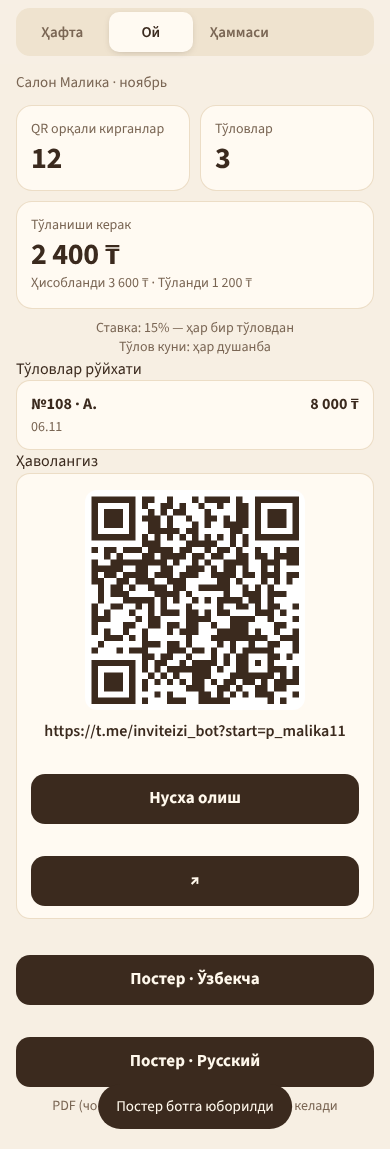 Ҳафта Ой Ҳаммаси
Салон Малика · ноябрь
QR орқали кирганлар
12
Тўловлар
3
Тўланиши керак
2 400 ₸
Ҳисобланди 3 600 ₸ · Тўланди 1 200 ₸
Ставка: 15% — ҳар бир тўловдан
Тўлов куни: ҳар душанба
Тўловлар рўйхати
№108 · А. 8 000 ₸
06.11
Ҳаволангиз
https://t.me/inviteizi_bot?start=p_malika11
Нусха олиш
↗
Постер · Ўзбекча
Постер · Русский
PDF келади
Постер ботга юборилди